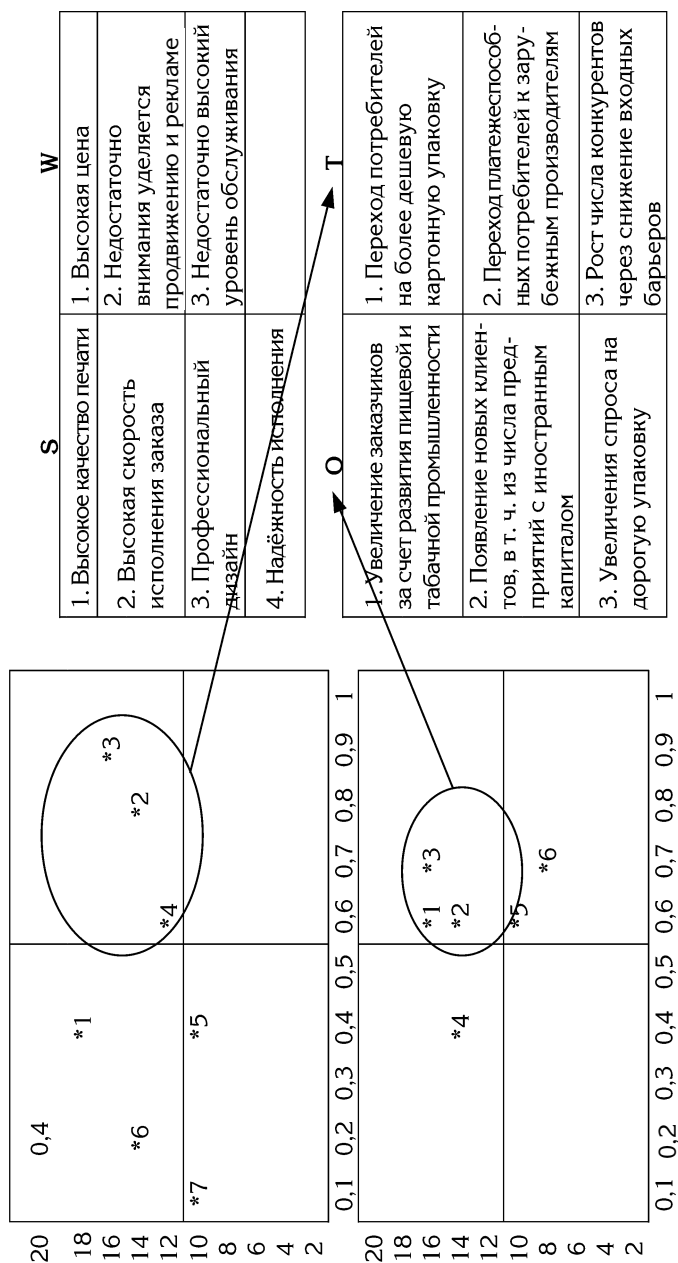 20
18
16
14
12
10
8
6
4
2
0,4
*1
*3
*6
*2
*4
*7
*5
0,1 0,2 0,3 0,4 0,5 0,6 0,7 0,8 0,9 1
S
W
1. Высокое качество печати
1. Высокая цена
2. Высокая скорость
исполнения заказа
2. Недостаточно
внимания уделяется
продвижению и рекламе
3. Профессиональный
дизайн
3. Недостаточно высокий
уровень обслуживания
4. Надёжность исполнения
20
18
16
14
12
10
8
6
4
2
*1
*3
*4
*2
*5
*6
0,1 0,2 0,3 0,4 0,5 0,6 0,7 0,8 0,9 1
O
T
1. Увеличение заказчиков
за счет развития пищевой и
табачной промышленности
1. Переход потребителей
на более дешевую
картонную упаковку
2. Появление новых клиен-
тов, в т. ч. из числа пред-
приятий с иностранным
капиталом
2. Переход платежеспособ-
ных потребителей к зару-
бежным производителям
3. Увеличения спроса на
дорогую упаковку
3. Рост числа конкурентов
через снижение входных
барьеров